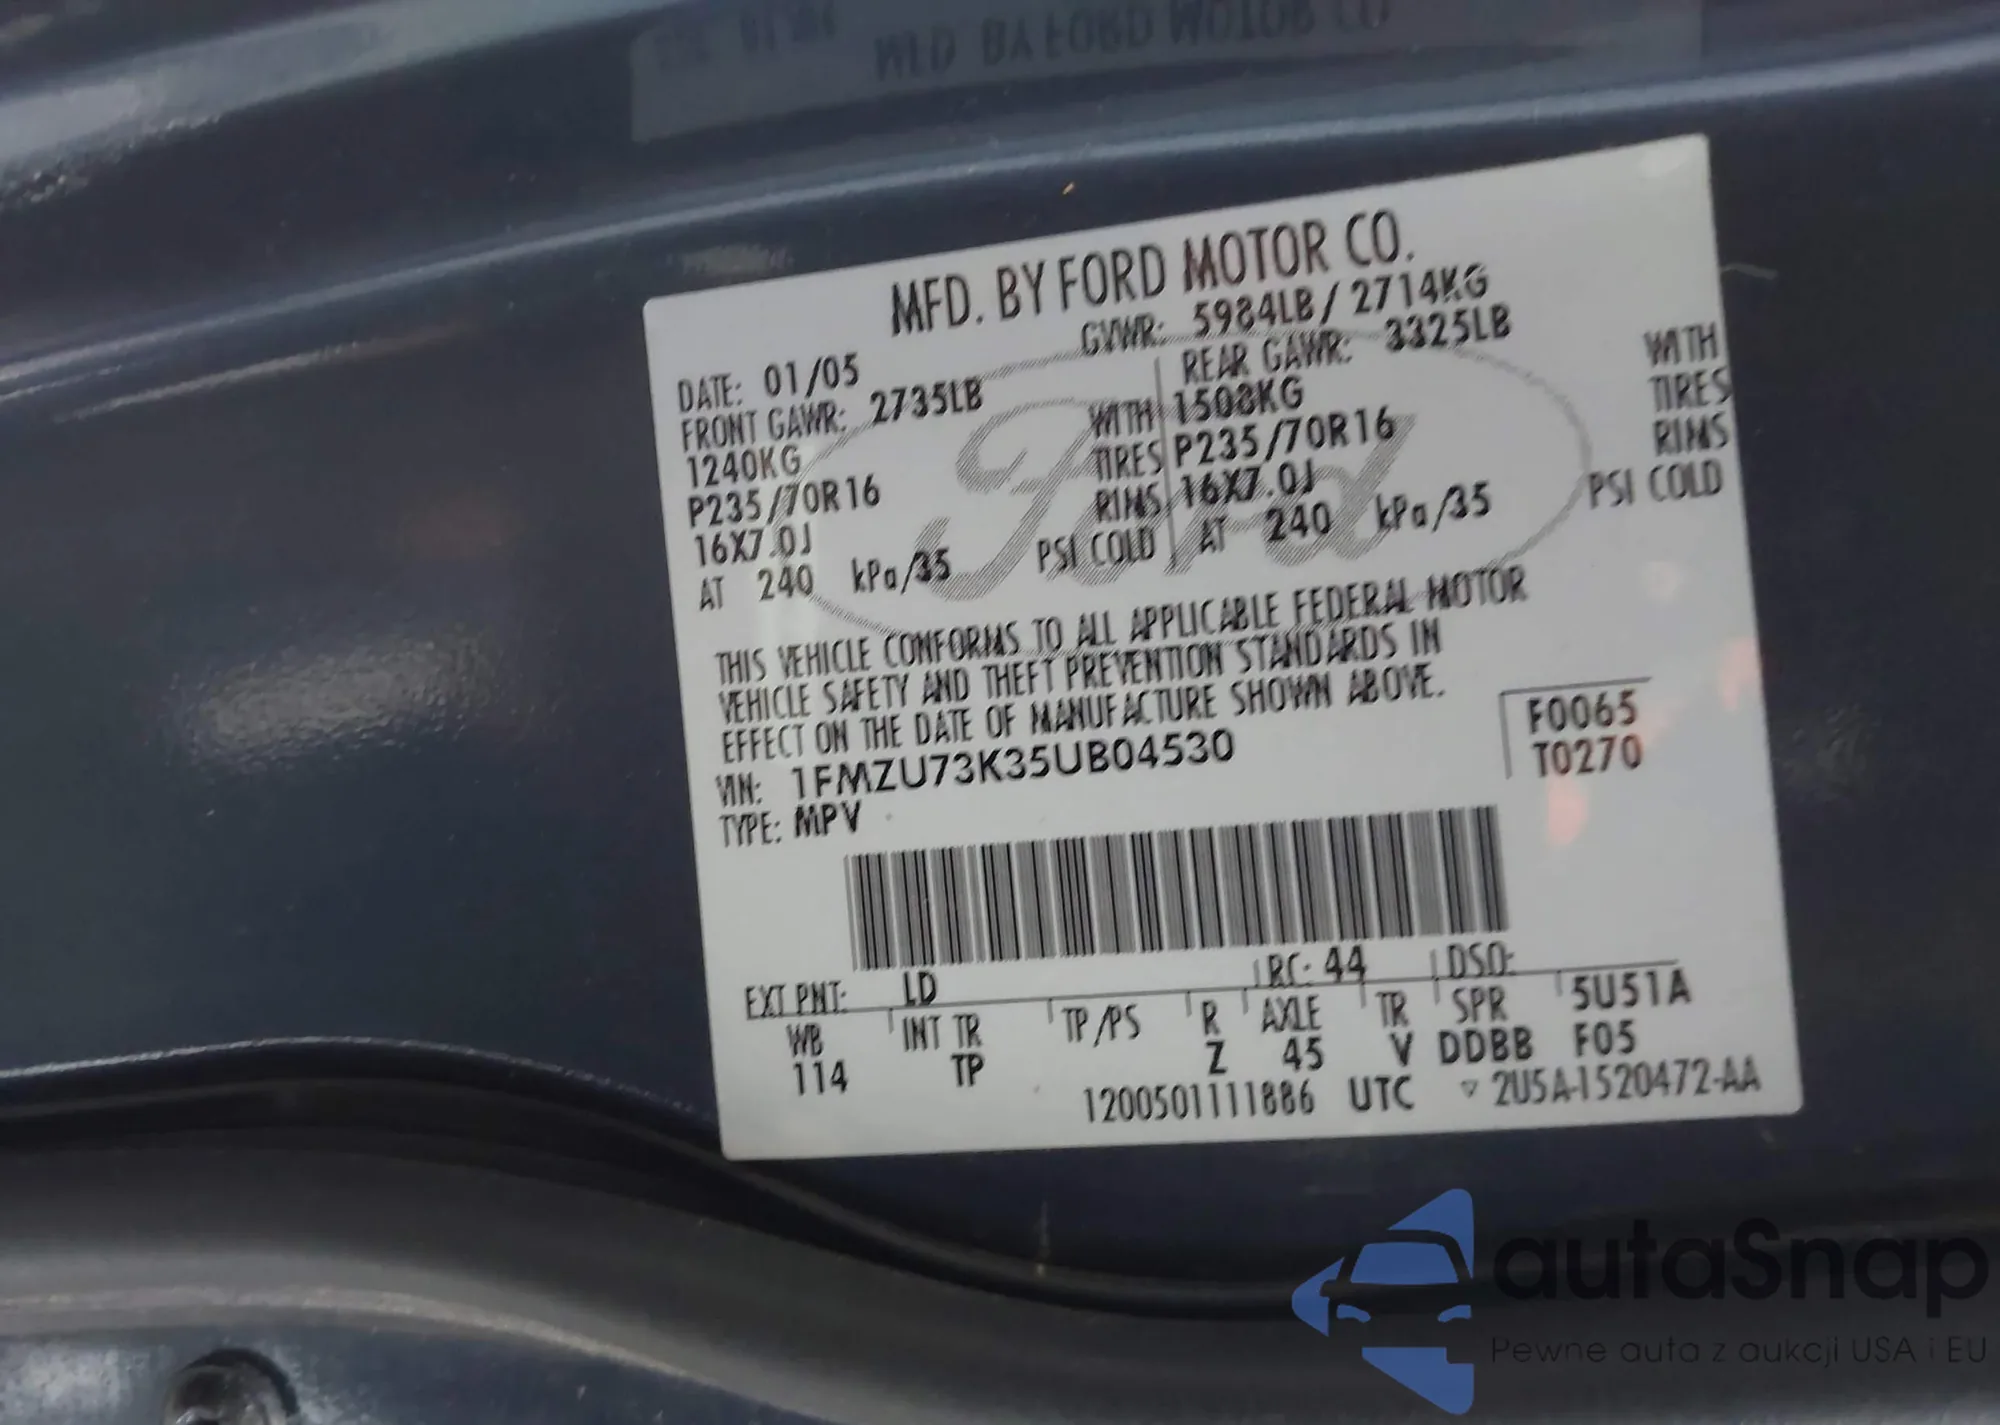 MFD. BY FORD MOTOR CO.
DATE: 01/05 GVWR: 5984LB / 2714KG
FRONT GAWR: 2735LB REAR GAWR: 3325LB
1240KG WITH 1508KG WITH
P235/70R16 TIRES P235/70R16 TIRES
16X7.0J RIMS 16X7.0J RIMS
AT 240 kPa/35 PSI COLD AT 240 kPa/35 PSI COLD
Ford
THIS VEHICLE CONFORMS TO ALL APPLICABLE FEDERAL MOTOR
VEHICLE SAFETY AND THEFT PREVENTION STANDARDS IN
EFFECT ON THE DATE OF MANUFACTURE SHOWN ABOVE.
VIN: 1FMZU73K35UB04530
TYPE: MPV
F0065
T0270
EXT PNT: LD RC: 44 DSO:
WB INT TR TP/PS R AXLE TR SPR 5U51A
114 TP Z 45 V DDBB F05
1200501111886 UTC ▽ 2U5A-1520472-AA
autaSnap
Pewne auta z aukcji USA i EU